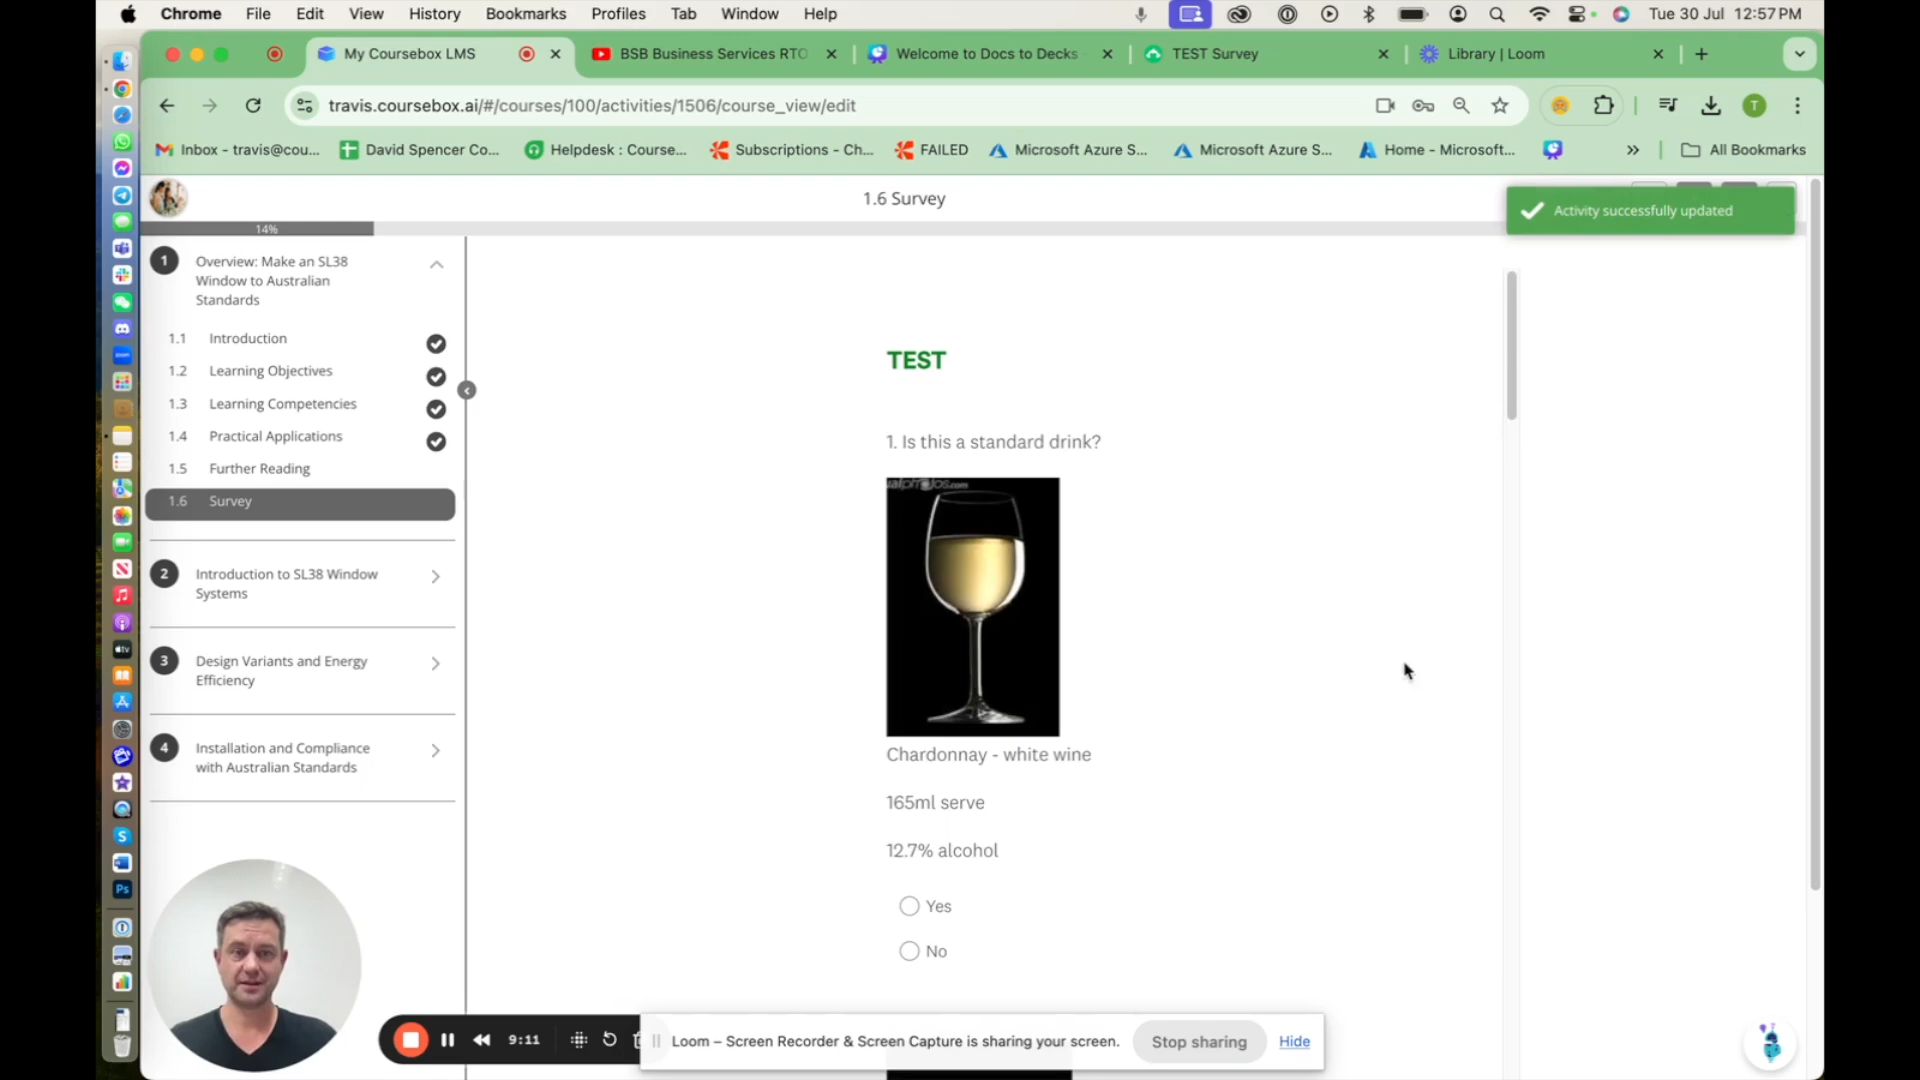 Chrome File Edit View History Bookmarks Profiles Tab Window Help Tue 30 Jul 12:57 PM
My Coursebox LMS BSB Business Services RTO Welcome to Docs to Decks TEST Survey Library | Loom
travis.coursebox.ai/#/courses/100/activities/1506/course_view/edit T
Inbox - travis@cou... David Spencer Co... Helpdesk : Course... Subscriptions - Ch... FAILED Microsoft Azure S... Microsoft Azure S... Home - Microsoft... All Bookmarks
1.6 Survey
Activity successfully updated
14%
1 Overview: Make an SL38
Window to Australian
Standards
1.1 Introduction
1.2 Learning Objectives
1.3 Learning Competencies
1.4 Practical Applications
1.5 Further Reading
1.6 Survey
2 Introduction to SL38 Window
Systems
3 Design Variants and Energy
Efficiency
4 Installation and Compliance
with Australian Standards
TEST
1. Is this a standard drink?
Chardonnay - white wine
165ml serve
12.7% alcohol
Yes
No
9:11
Loom – Screen Recorder & Screen Capture is sharing your screen. Stop sharing Hide